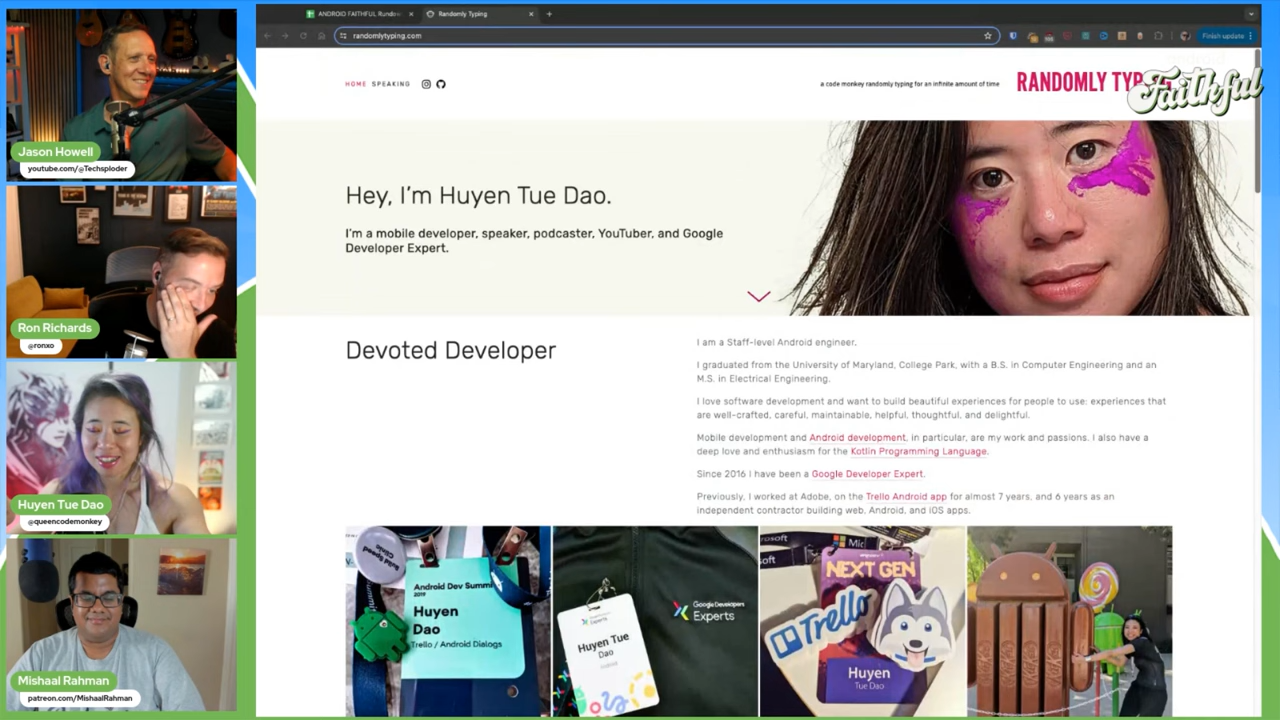 ANDROID FAITHFUL Rundow
Randomly Typing
randomlytyping.com
Finish update
HOME SPEAKING
a code monkey randomly typing for an infinite amount of time
RANDOMLY TYP
Faithful
Hey, I'm Huyen Tue Dao.
I'm a mobile developer, speaker, podcaster, YouTuber, and Google
Developer Expert.
Devoted Developer
I am a Staff-level Android engineer.
I graduated from the University of Maryland, College Park, with a B.S. in Computer Engineering and an
M.S. in Electrical Engineering.
I love software development and want to build beautiful experiences for people to use: experiences that
are well-crafted, careful, maintainable, helpful, thoughtful, and delightful.
Mobile development and Android development, in particular, are my work and passions. I also have a
deep love and enthusiasm for the Kotlin Programming Language.
Since 2016 I have been a Google Developer Expert.
Previously, I worked at Adobe, on the Trello Android app for almost 7 years, and 6 years as an
independent contractor building web, Android, and iOS apps.
Android Dev Summit
2019
Huyen
Dao
Trello / Android Dialogs
Google Developers
Experts
Huyen Tue
Dao
NEXT GEN
Trello
Huyen
Tue Dao
Jason Howell
youtube.com/@Techsploder
Ron Richards
@ronxo
Huyen Tue Dao
@queencodemonkey
Mishaal Rahman
patreon.com/MishaalRahman